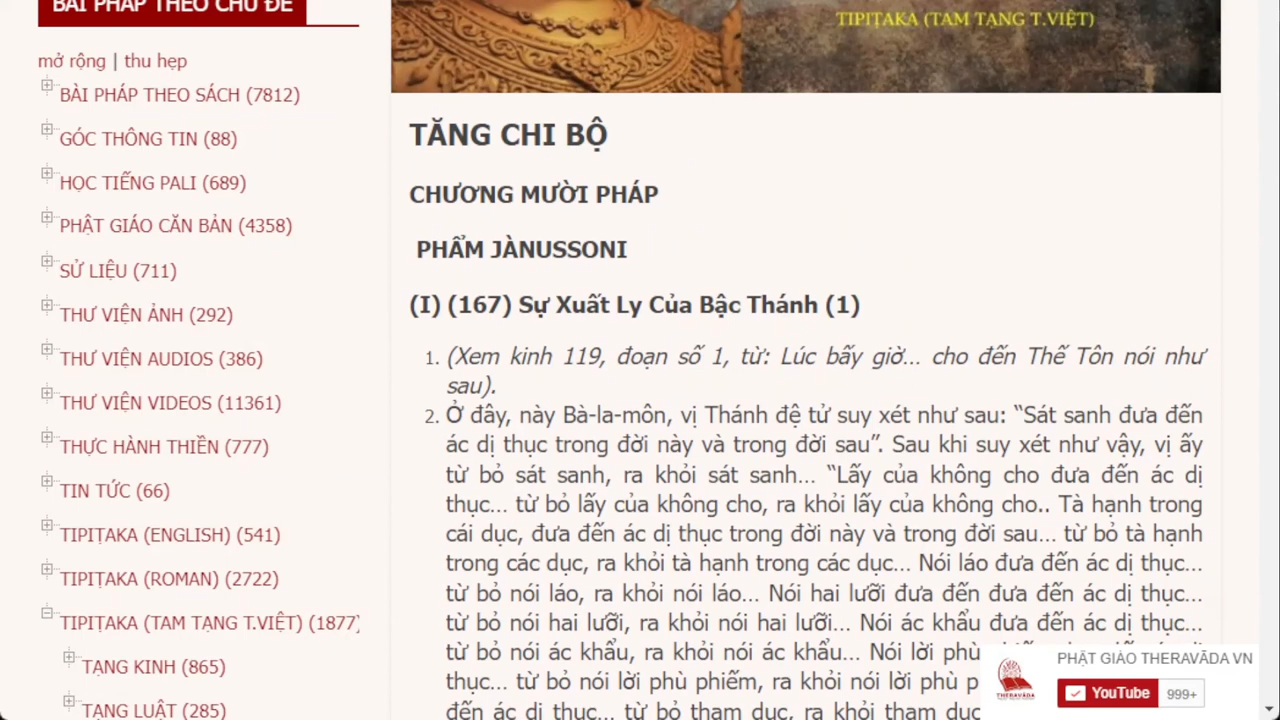 BÀI PHÁP THEO CHỦ ĐỀ
mở rộng | thu hẹp
BÀI PHÁP THEO SÁCH (7812)
GÓC THÔNG TIN (88)
HỌC TIẾNG PALI (689)
PHẬT GIÁO CĂN BẢN (4358)
SỬ LIỆU (711)
THƯ VIỆN ẢNH (292)
THƯ VIỆN AUDIOS (386)
THƯ VIỆN VIDEOS (11361)
THỰC HÀNH THIỀN (777)
TIN TỨC (66)
TIPIṬAKA (ENGLISH) (541)
TIPIṬAKA (ROMAN) (2722)
TIPIṬAKA (TAM TẠNG T.VIỆT) (1877)
TẠNG KINH (865)
TẠNG LUẬT (285)
TIPIṬAKA (TAM TẠNG T.VIỆT)
TĂNG CHI BỘ
CHƯƠNG MƯỜI PHÁP
PHẨM JÀNUSSONI
(I) (167) Sự Xuất Ly Của Bậc Thánh (1)
1. (Xem kinh 119, đoạn số 1, từ: Lúc bấy giờ… cho đến Thế Tôn nói như
sau).
2. Ở đây, này Bà-la-môn, vị Thánh đệ tử suy xét như sau: “Sát sanh đưa đến
ác dị thục trong đời này và trong đời sau”. Sau khi suy xét như vậy, vị ấy
từ bỏ sát sanh, ra khỏi sát sanh… “Lấy của không cho đưa đến ác dị
thục… từ bỏ lấy của không cho, ra khỏi lấy của không cho.. Tà hạnh trong
cái dục, đưa đến ác dị thục trong đời này và trong đời sau… từ bỏ tà hạnh
trong các dục, ra khỏi tà hạnh trong các dục… Nói láo đưa đến ác dị thục…
từ bỏ nói láo, ra khỏi nói láo… Nói hai lưỡi đưa đến đưa đến ác dị thục…
từ bỏ nói hai lưỡi, ra khỏi nói hai lưỡi… Nói ác khẩu đưa đến ác dị thục…
từ bỏ nói ác khẩu, ra khỏi nói ác khẩu… Nói lời phù
thục… từ bỏ nói lời phù phiếm, ra khỏi nói lời phù p
đến ác dị thục… từ bỏ tham dục, ra khỏi tham dục
THERAVĀDA
PHẬT GIÁO THERAVĀDA VN
YouTube 999+